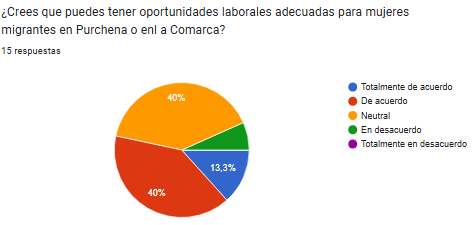 ¿Crees que puedes tener oportunidades laborales adecuadas para mujeres
migrantes en Purchena o enl a Comarca?
15 respuestas
Totalmente de acuerdo
De acuerdo
Neutral
En desacuerdo
Totalmente en desacuerdo
40%
13,3%
40%